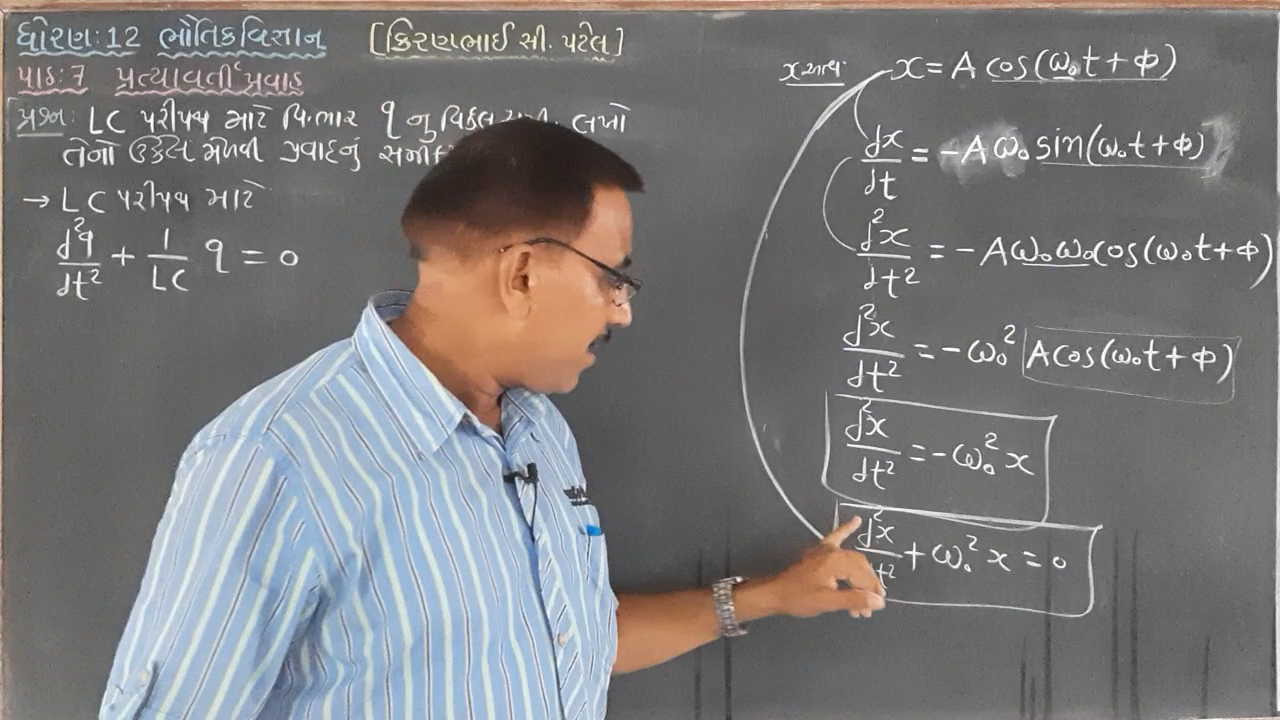 ધોરણ:12 ભૌતિકવિજ્ઞાન [કિરણભાઈ સી. પટેલ]
પાઠ:7 પ્રત્યાવર્તી પ્રવાહ
પ્રશ્ન: LC પરીપથ માટે વિ.ભાર q નુ વિકલ લખો
તેનો ઉકેલ મેળવી પ્રવાહનું
→ LC પરીપથ માટે
d²q/dt² + 1/LC q = 0
x = A cos(ω₀t+φ)
dx/dt = -Aω₀ sin(ω₀t+φ)
d²x/dt² = -Aω₀ω₀cos(ω₀t+φ)
d²x/dt² = -ω₀² Acos(ω₀t+φ)
d²x/dt² = -ω₀² x
d²x/dt² + ω₀² x = 0